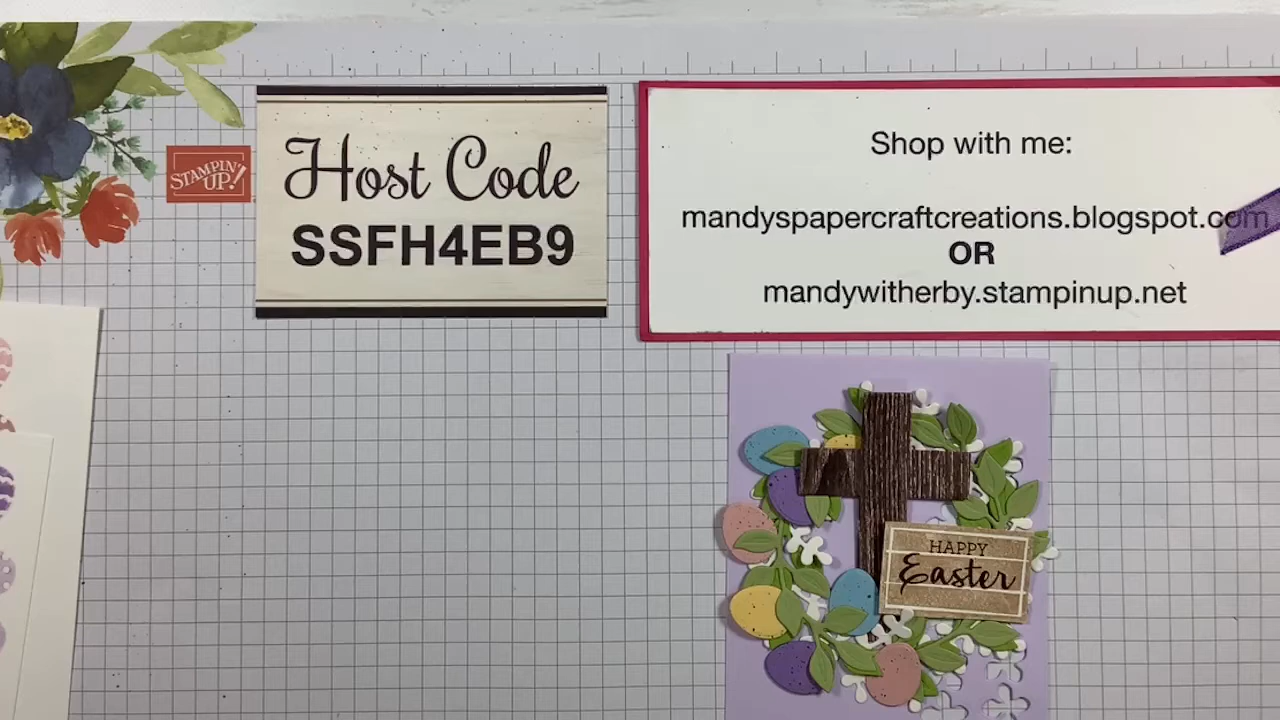 STAMPIN' UP!
Host Code
SSFH4EB9
Shop with me:
mandyspapercraftcreations.blogspot.com
OR
mandywitherby.stampinup.net
HAPPY
Easter